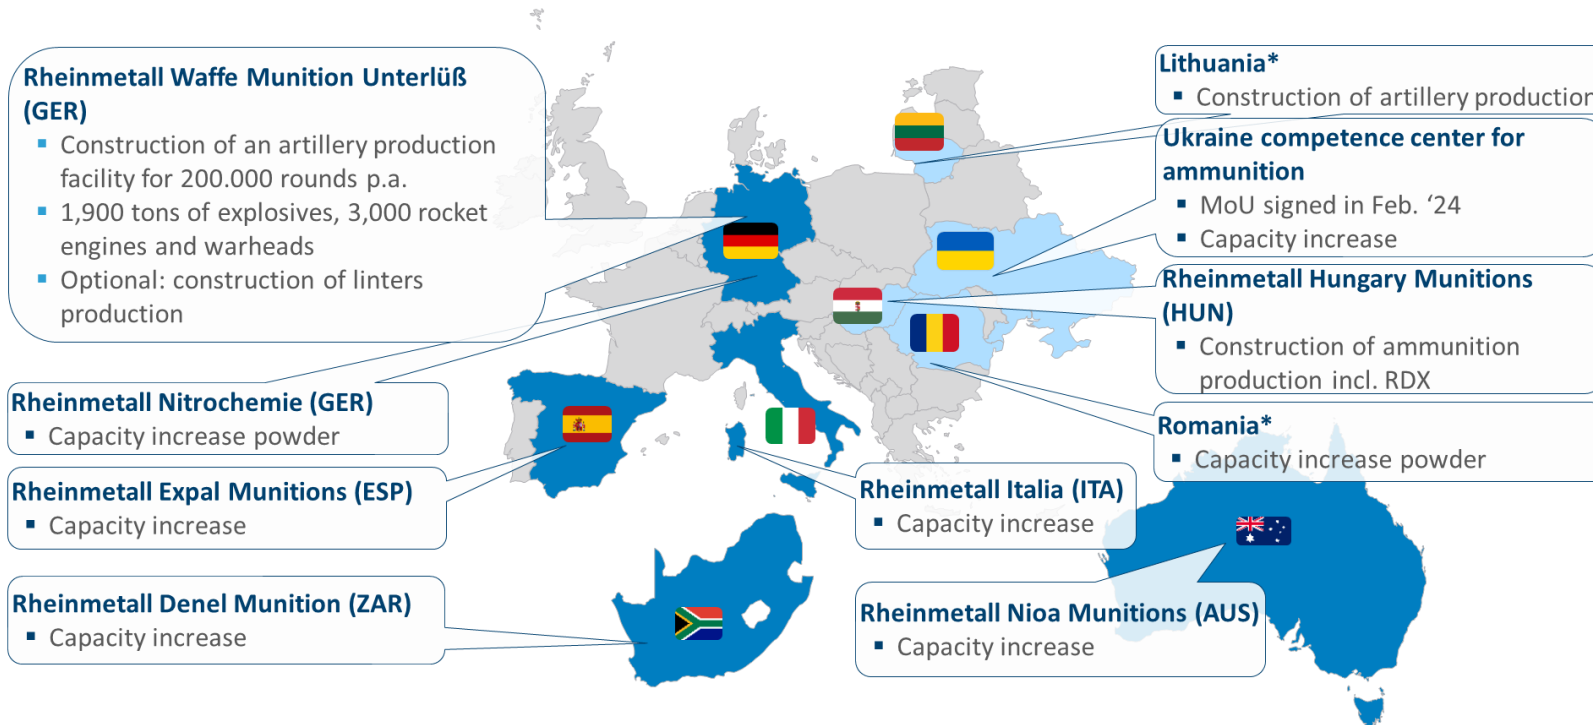 Rheinmetall Waffe Munition Unterlüß
(GER)
▪ Construction of an artillery production
facility for 200.000 rounds p.a.
▪ 1,900 tons of explosives, 3,000 rocket
engines and warheads
▪ Optional: construction of linters
production
Rheinmetall Nitrochemie (GER)
▪ Capacity increase powder
Rheinmetall Expal Munitions (ESP)
▪ Capacity increase
Rheinmetall Denel Munition (ZAR)
▪ Capacity increase
Lithuania*
▪ Construction of artillery production
Ukraine competence center for
ammunition
▪ MoU signed in Feb. ‘24
▪ Capacity increase
Rheinmetall Hungary Munitions
(HUN)
▪ Construction of ammunition
production incl. RDX
Romania*
▪ Capacity increase powder
Rheinmetall Italia (ITA)
▪ Capacity increase
Rheinmetall Nioa Munitions (AUS)
▪ Capacity increase